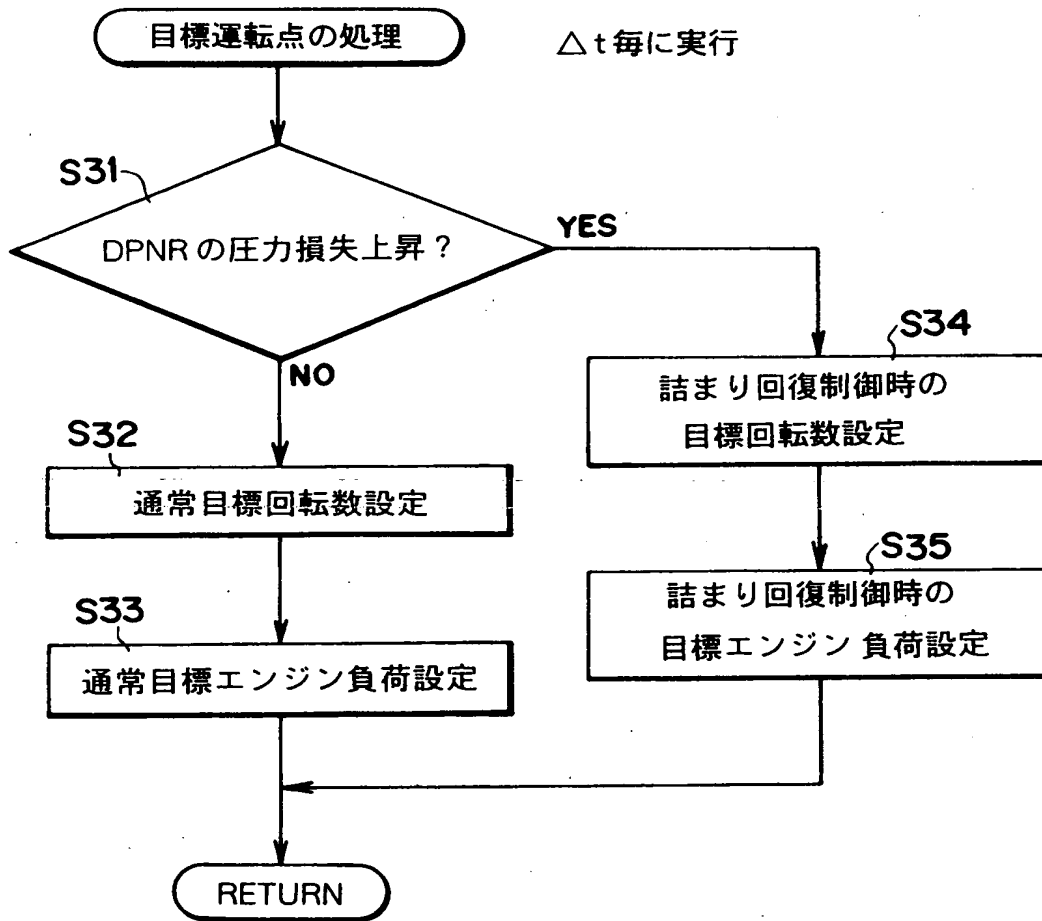 目標運転点の処理
△t毎に実行
S31
DPNRの圧力損失上昇？
YES
NO
S34
詰まり回復制御時の
目標回転数設定
S32
通常目標回転数設定
S35
詰まり回復制御時の
目標エンジン負荷設定
S33
通常目標エンジン負荷設定
RETURN